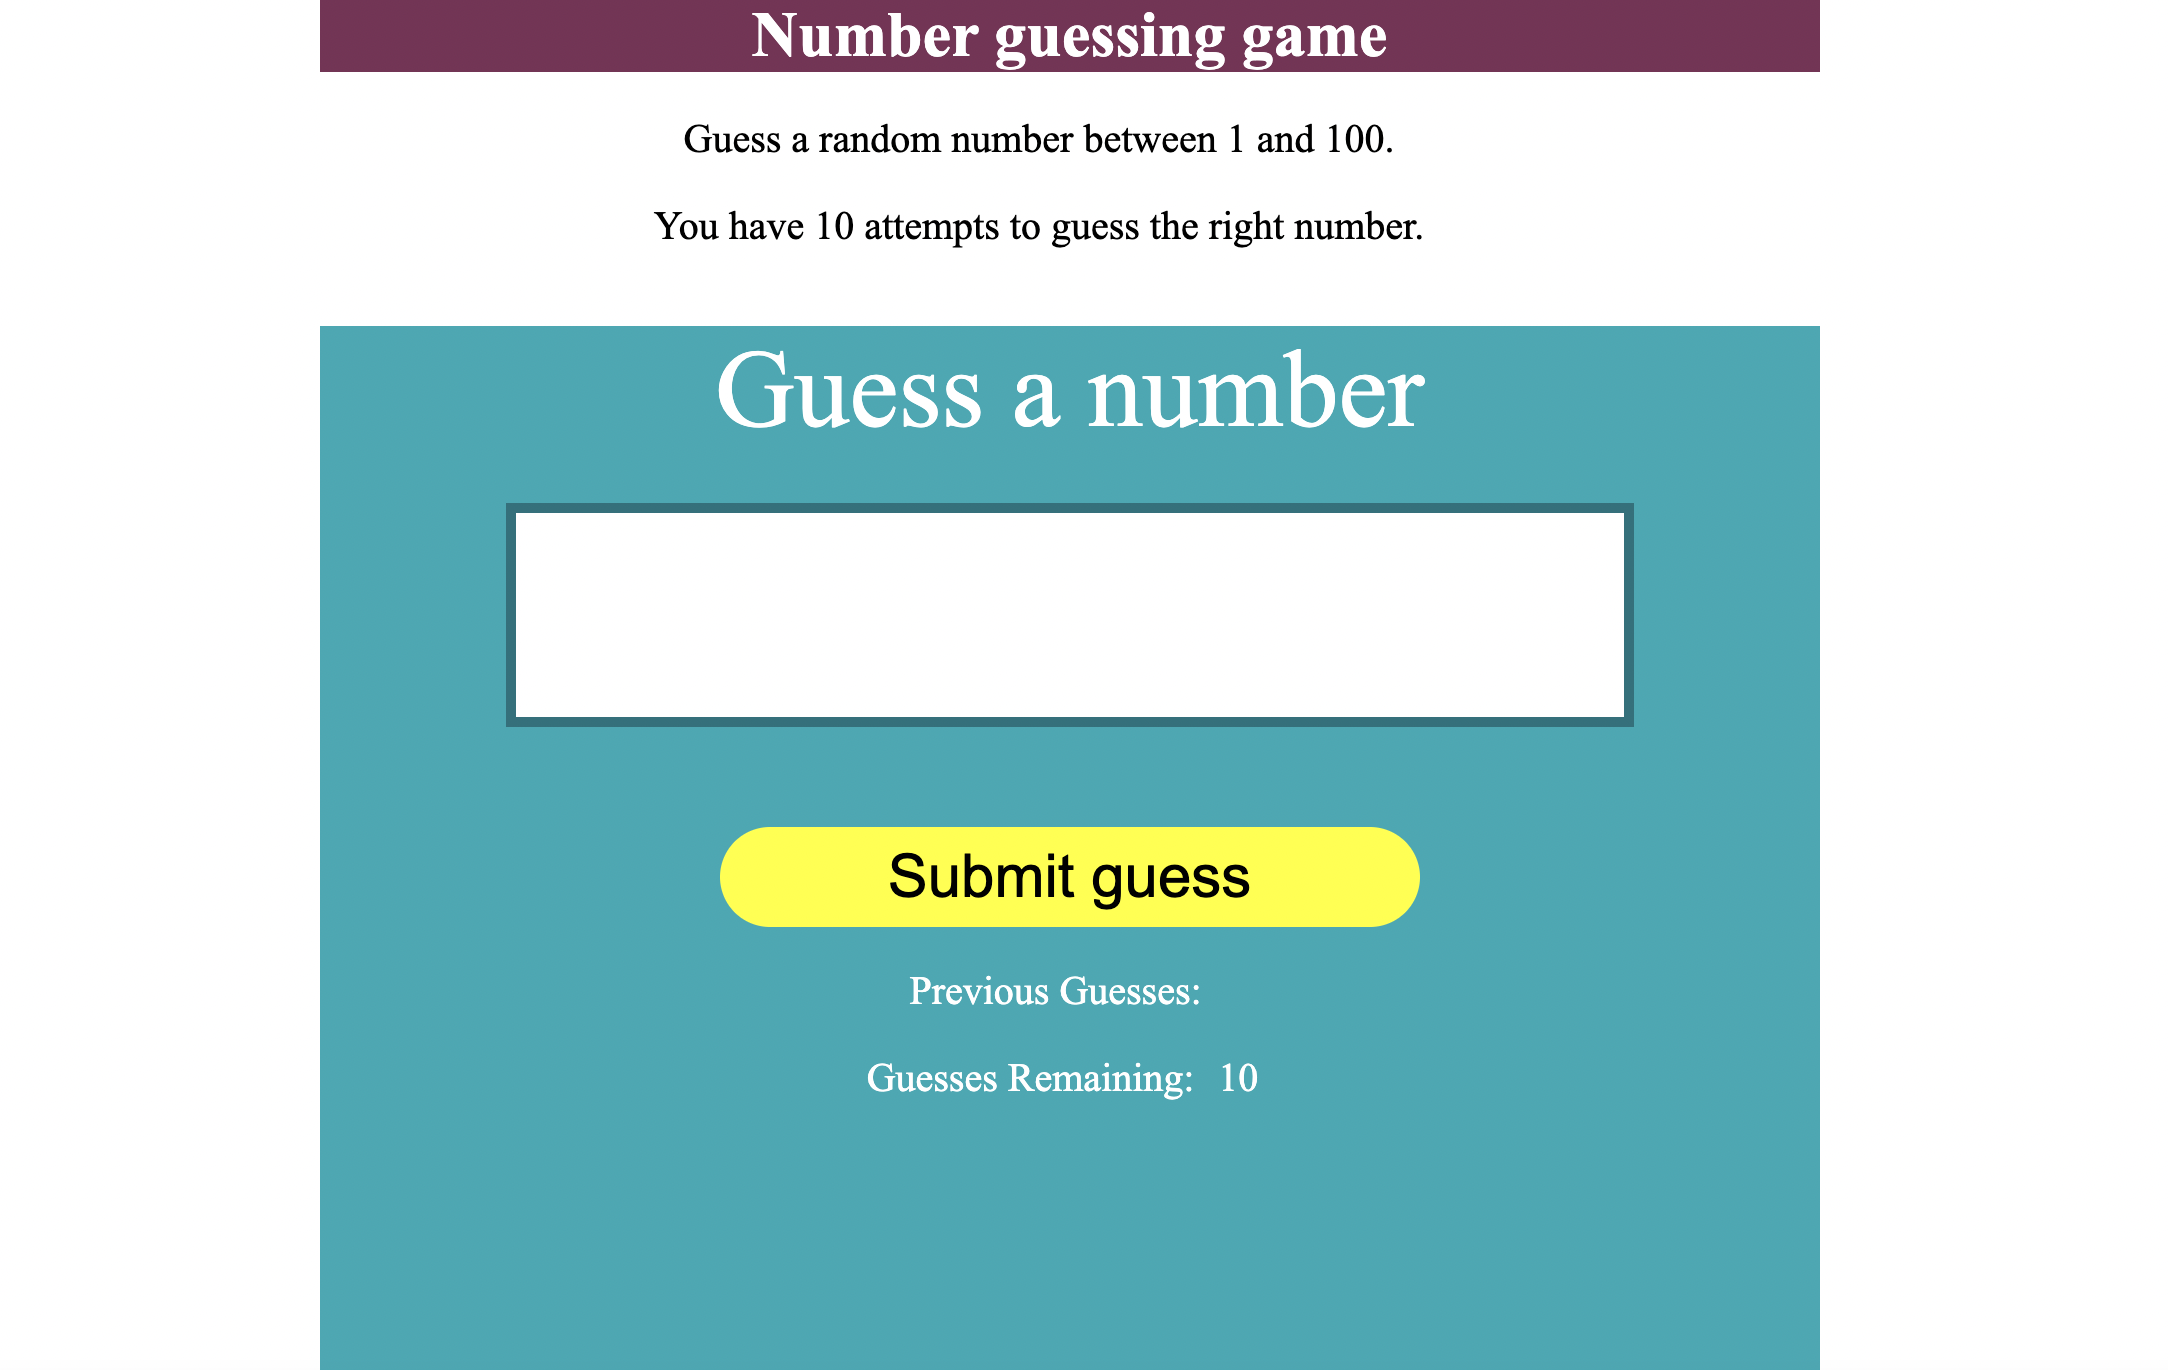 Number guessing game
Guess a random number between 1 and 100.
You have 10 attempts to guess the right number.
Guess a number
Submit guess
Previous Guesses:
Guesses Remaining: 10